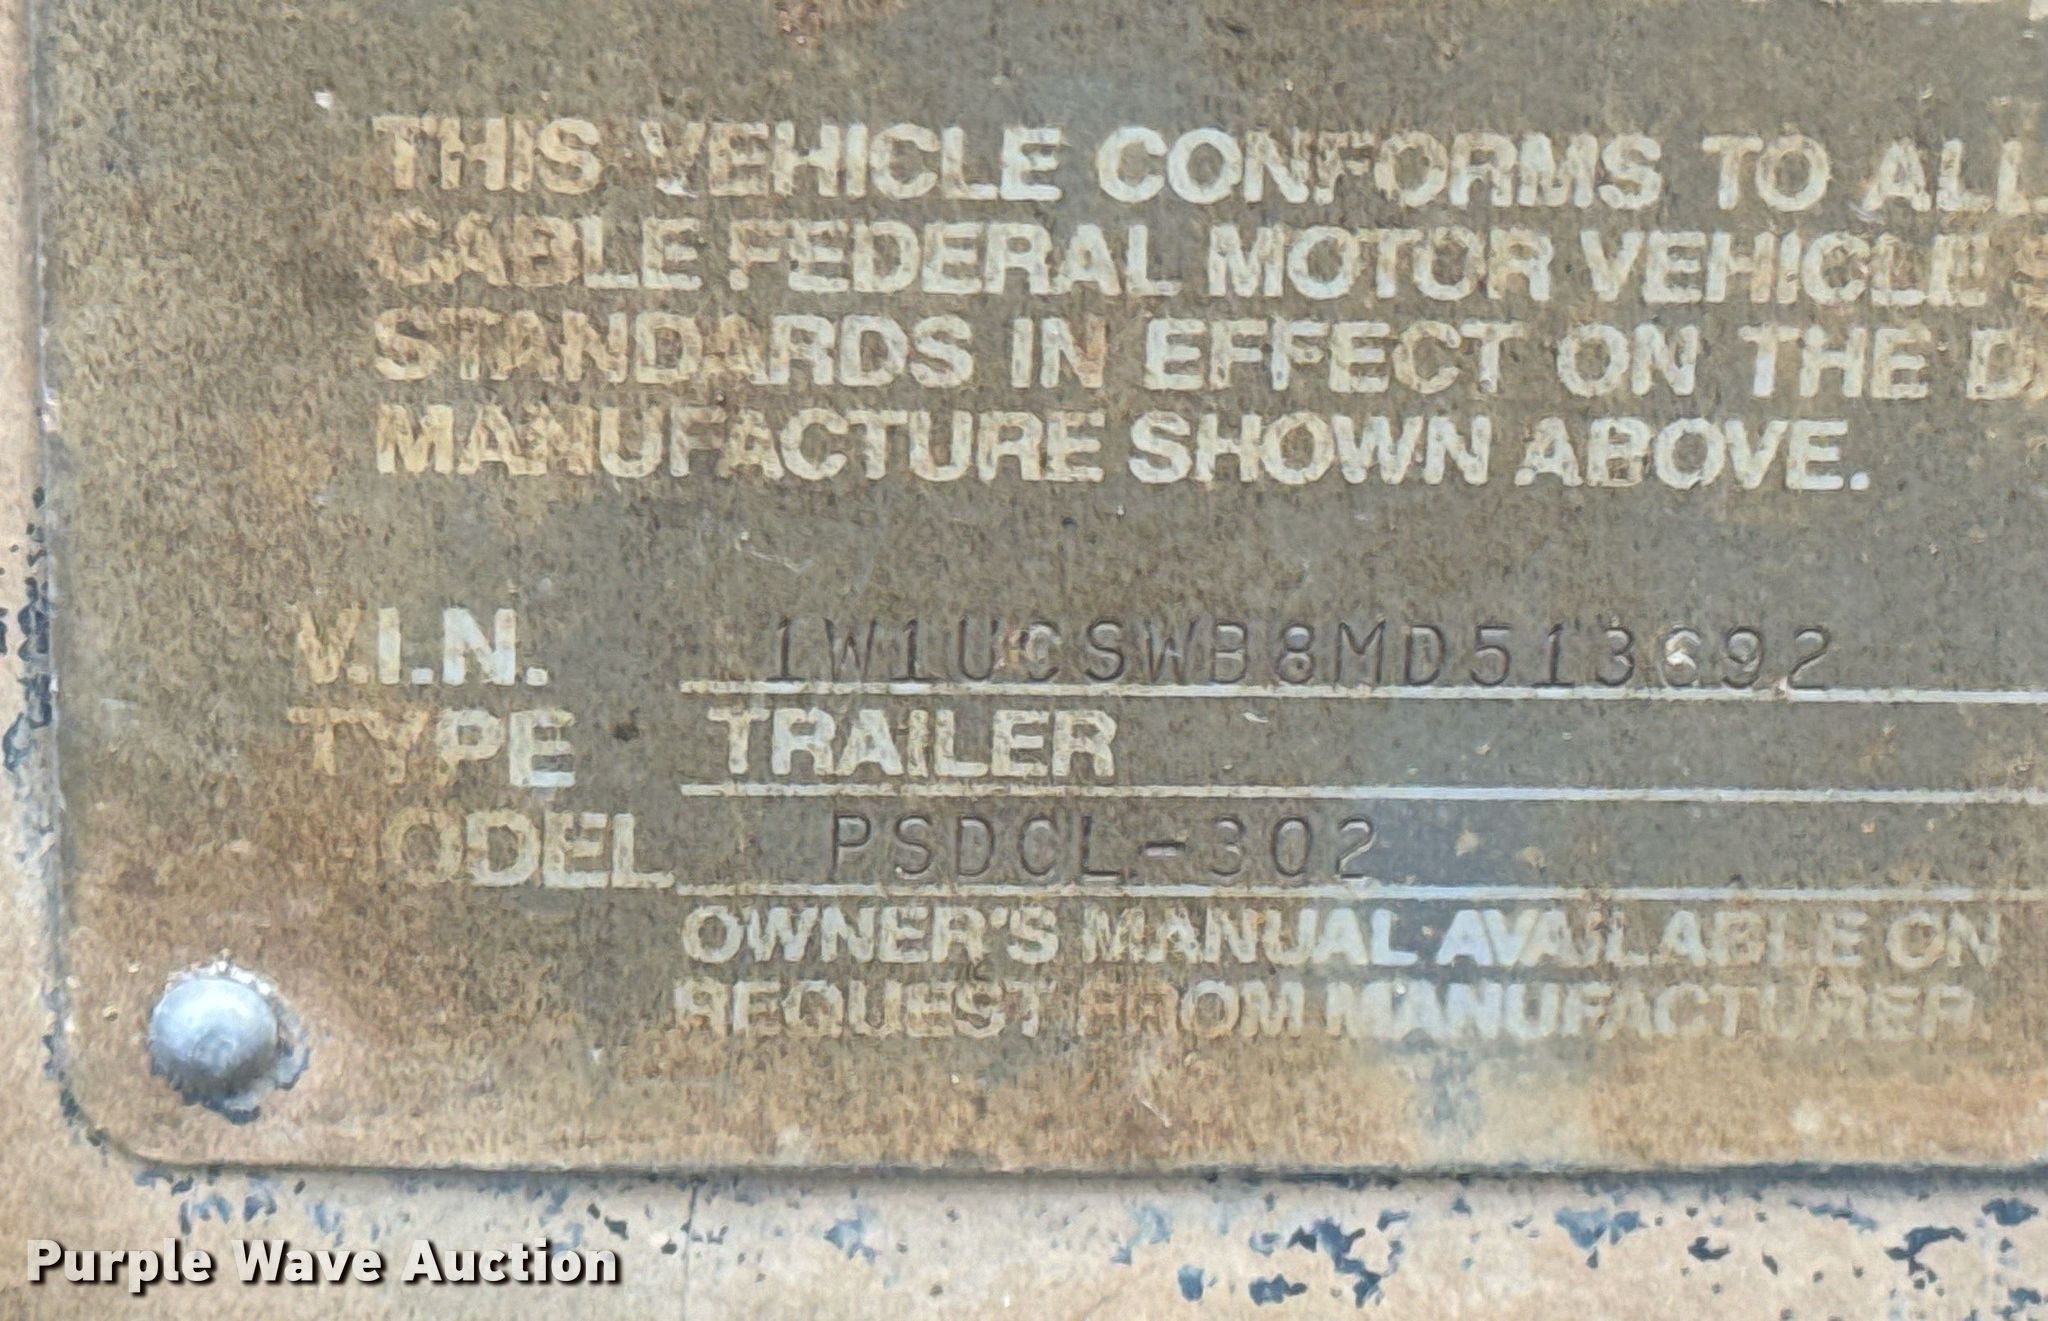 THIS VEHICLE CONFORMS TO ALL
CABLE FEDERAL MOTOR VEHICLE S
STANDARDS IN EFFECT ON THE D
MANUFACTURE SHOWN ABOVE.
V.I.N. 1W1UCSWB8MD513692
TYPE TRAILER
ODEL PSDCL-302
OWNER'S MANUAL AVAILABLE ON
REQUEST FROM MANUFACTURER.
Purple Wave Auction